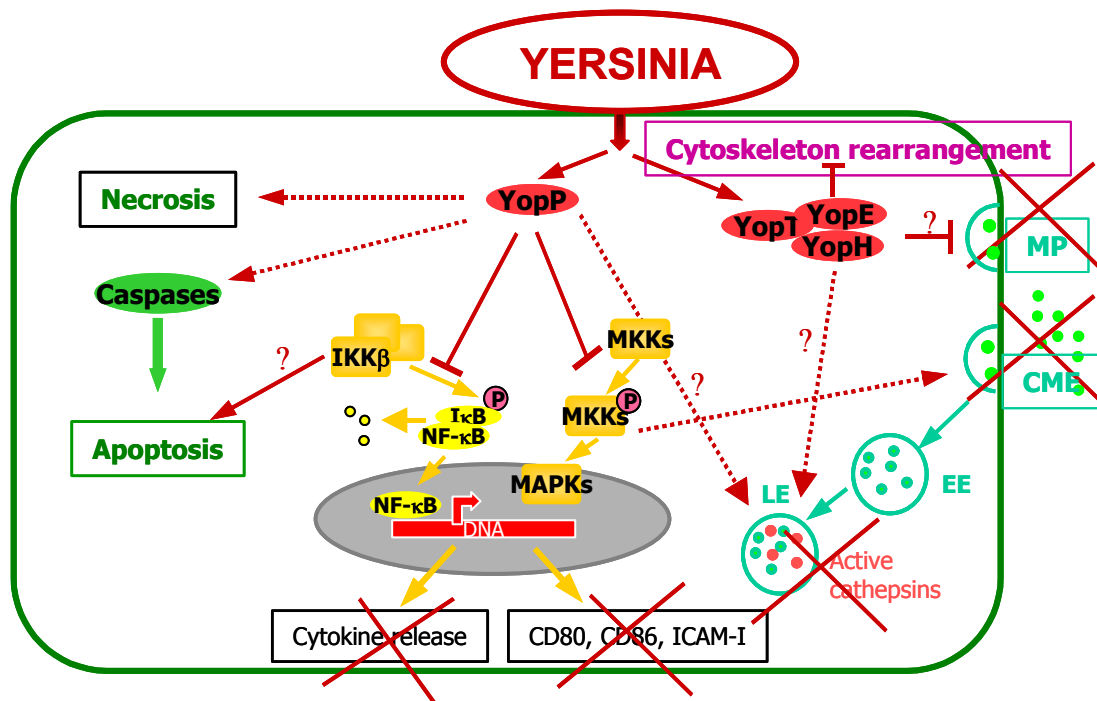 YERSINIA
Cytoskeleton rearrangement
Necrosis
YopP
YopT
YopE
YopH
?
MP
Caspases
IKKβ
?
MKKs
?
?
CME
P
IκB
NF-κB
MKKs
P
Apoptosis
MAPKs
LE
EE
NF-κB
DNA
Active
cathepsins
Cytokine release
CD80, CD86, ICAM-I